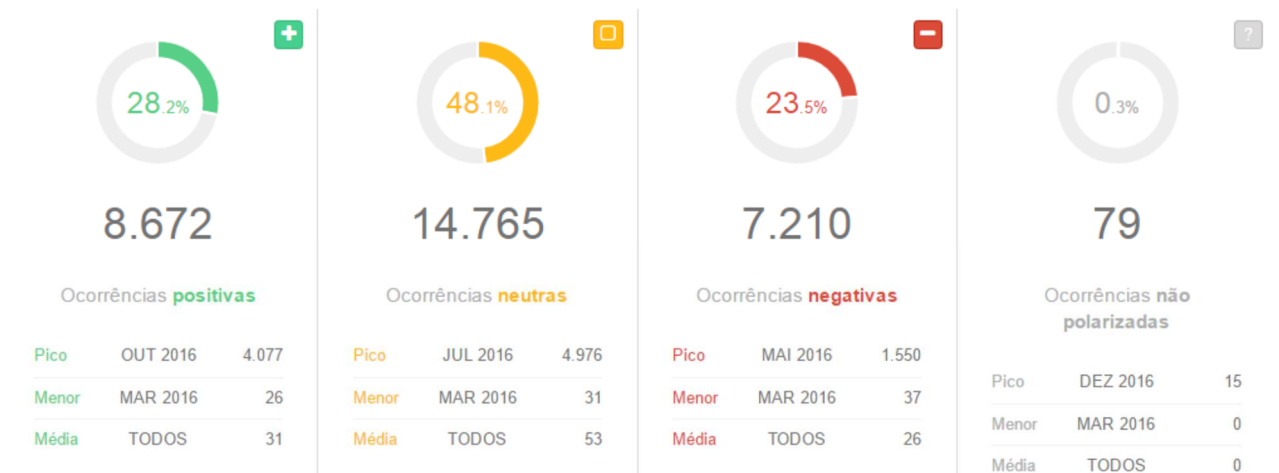 28.2%
8.672
Ocorrências positivas
Pico OUT 2016 4.077
Menor MAR 2016 26
Média TODOS 31
48.1%
14.765
Ocorrências neutras
Pico JUL 2016 4.976
Menor MAR 2016 31
Média TODOS 53
23.5%
7.210
Ocorrências negativas
Pico MAI 2016 1.550
Menor MAR 2016 37
Média TODOS 26
?
0.3%
79
Ocorrências não
polarizadas
Pico DEZ 2016 15
Menor MAR 2016 0
Média TODOS 0